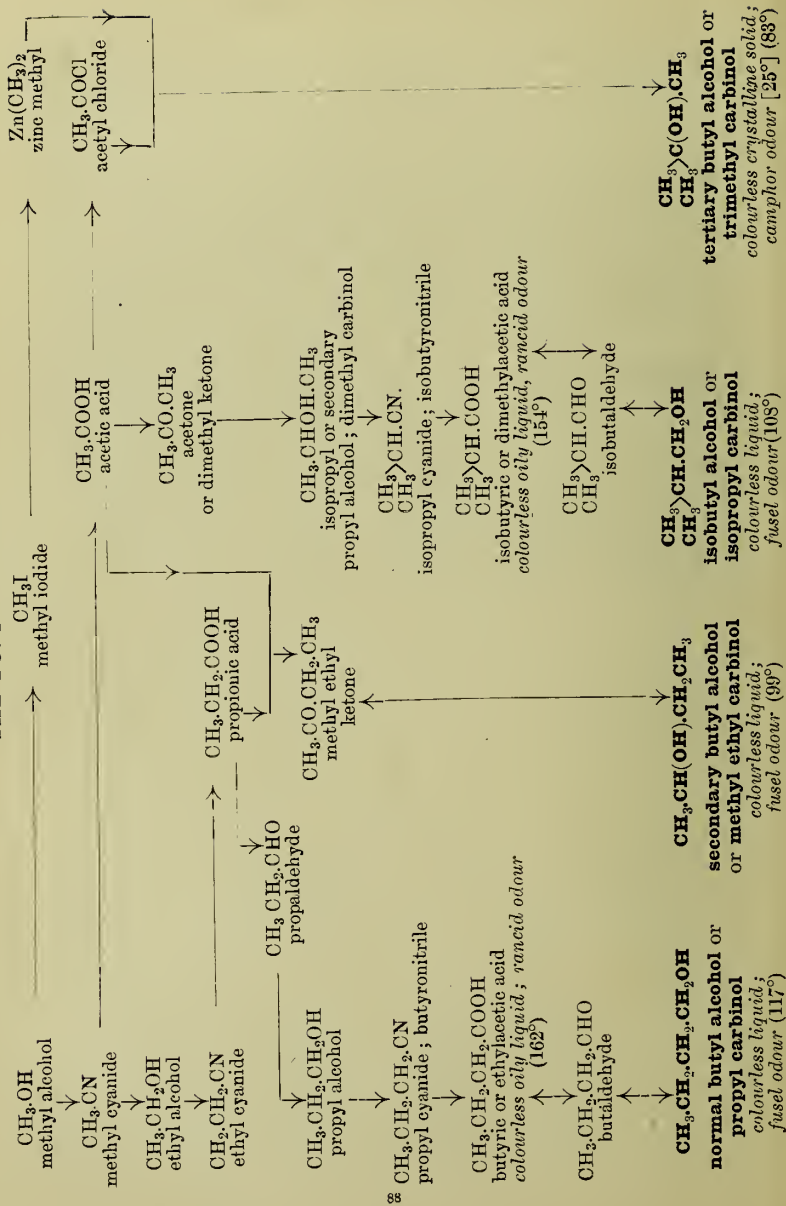 CH₃.OH
methyl alcohol
CH₃.CN
methyl cyanide
CH₃.CH₂OH
ethyl alcohol
CH₂.CH₂.CN
ethyl cyanide
CH₃.CH₂.CH₂OH
propyl alcohol
CH₃.CH₂.CH₂.CN
propyl cyanide ; butyronitrile
CH₃.CH₂.CH₂.COOH
butyric or ethylacetic acid
colourless oily liquid ; rancid odour
(162°)
CH₃.CH₂.CH₂.CHO
butaldehyde
CH₃.CH₂.CH₂.CH₂OH
normal butyl alcohol or
propyl carbinol
colourless liquid ;
fusel odour (117°)
CH₃I
methyl iodide
CH₃.CH₂.COOH
propionic acid
CH₃ CH₂.CHO
propaldehyde
CH₃.CO.CH₂.CH₃
methyl ethyl
ketone
CH₃.CH(OH).CH₂CH₃
secondary butyl alcohol
or methyl ethyl carbinol
colourless liquid ;
fusel odour (99°)
CH₃.COOH
acetic acid
CH₃.CO.CH₃
acetone
or dimethyl ketone
CH₃.CHOH.CH₃
isopropyl or secondary
propyl alcohol ; dimethyl carbinol
CH₃>CH.CN.
CH₃
isopropyl cyanide ; isobutyronitrile
CH₃>CH.COOH
CH₃
isobutyric or dimethylacetic acid
colourless oily liquid, rancid odour
(154°)
CH₃>CH.CHO
CH₃
isobutaldehyde
CH₃>CH.CH₂OH
CH₃
isobutyl alcohol or
isopropyl carbinol
colourless liquid ;
fusel odour (108°)
Zn(CH₃)₂
zinc methyl
CH₃.COCl
acetyl chloride
CH₃>C(OH).CH₃
CH₃
tertiary butyl alcohol or
trimethyl carbinol
colourless crystalline solid ;
camphor odour [25°] (83°)
88